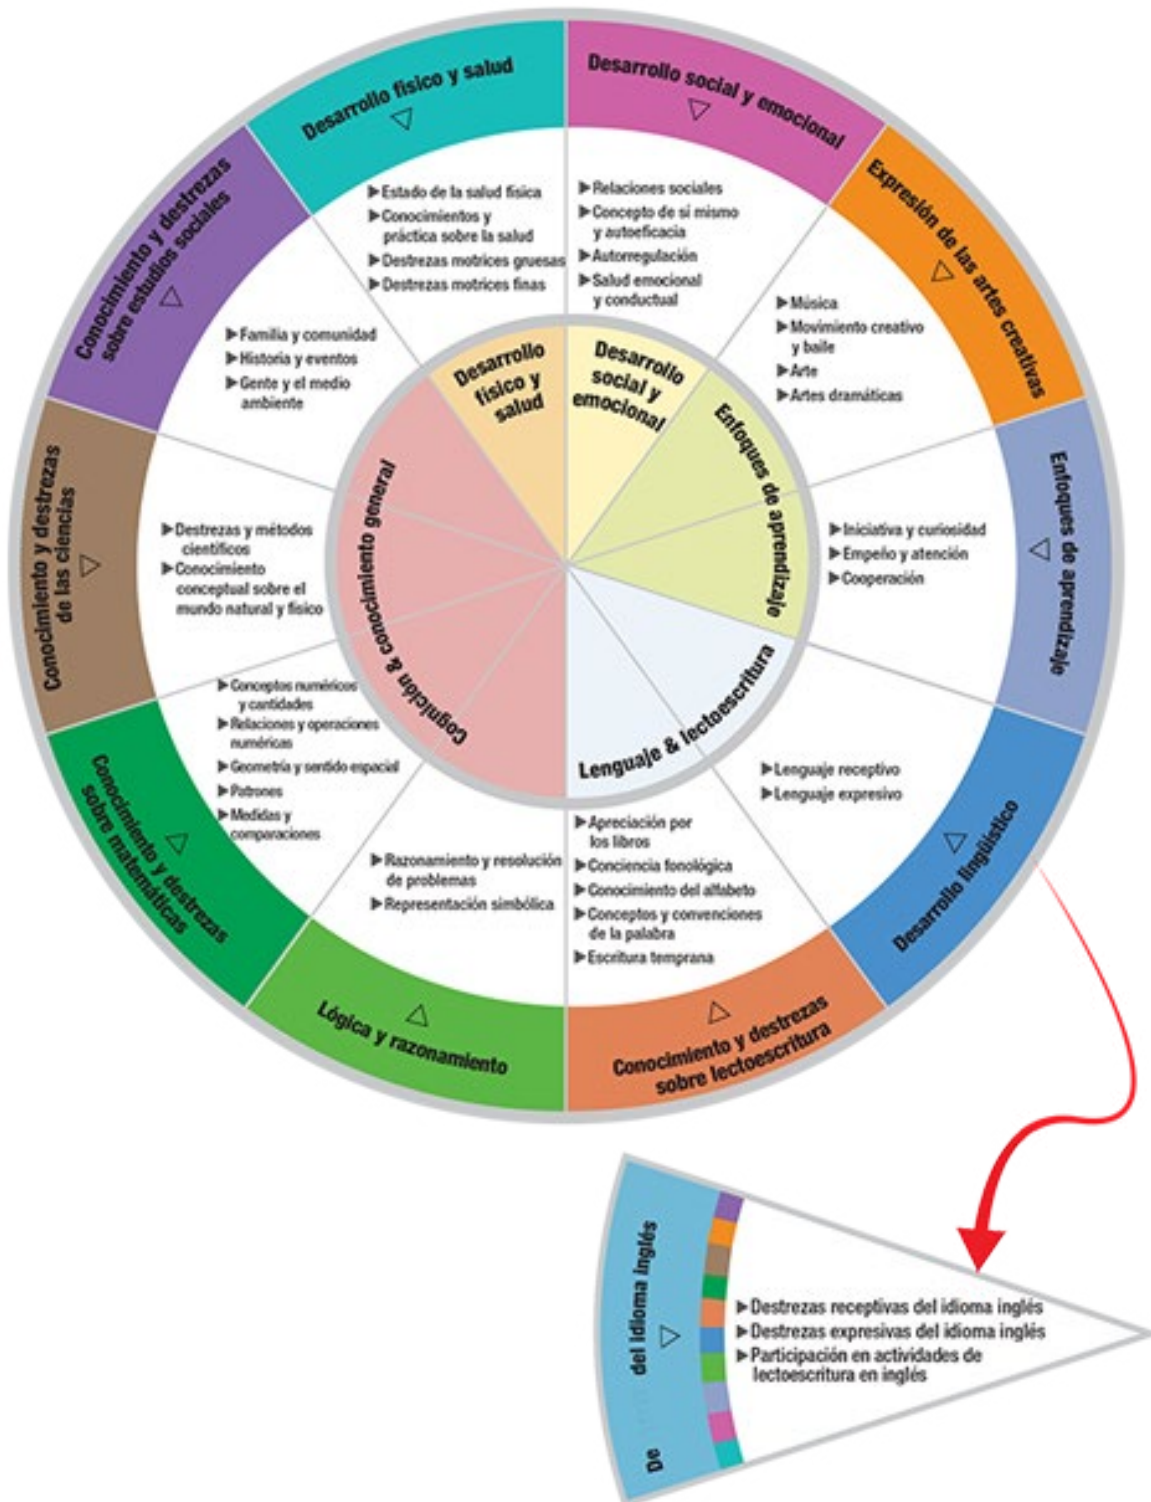 Desarrollo físico y salud
▶Estado de la salud física
▶Conocimientos y
práctica sobre la salud
▶Destrezas motrices gruesas
▶Destrezas motrices finas
Desarrollo social y emocional
▶Relaciones sociales
▶Concepto de sí mismo
y autoeficacia
▶Autorregulación
▶Salud emocional
y conductual
Expresión de las artes creativas
▶Música
▶Movimiento creativo
y baile
▶Arte
▶Artes dramáticas
Enfoques de aprendizaje
▶Iniciativa y curiosidad
▶Empeño y atención
▶Cooperación
Desarrollo lingüístico
▶Lenguaje receptivo
▶Lenguaje expresivo
Conocimiento y destrezas
sobre lectoescritura
▶Apreciación por
los libros
▶Conciencia fonológica
▶Conocimiento del alfabeto
▶Conceptos y convenciones
de la palabra
▶Escritura temprana
Lógica y razonamiento
▶Razonamiento y resolución
de problemas
▶Representación simbólica
Conocimiento y destrezas
sobre matemáticas
▶Conceptos numéricos
y cantidades
▶Relaciones y operaciones
numéricas
▶Geometría y sentido espacial
▶Patrones
▶Medidas y
comparaciones
Conocimiento y destrezas
de las ciencias
▶Destrezas y métodos
científicos
▶Conocimiento
conceptual sobre el
mundo natural y físico
Conocimiento y destrezas
sobre estudios sociales
▶Familia y comunidad
▶Historia y eventos
▶Gente y el medio
ambiente
Desarrollo
físico y
salud
Desarrollo
social y
emocional
Enfoques de aprendizaje
Lenguaje & lectoescritura
Cognición & conocimiento general
De del idioma inglés
▶Destrezas receptivas del idioma inglés
▶Destrezas expresivas del idioma inglés
▶Participación en actividades de
lectoescritura en inglés